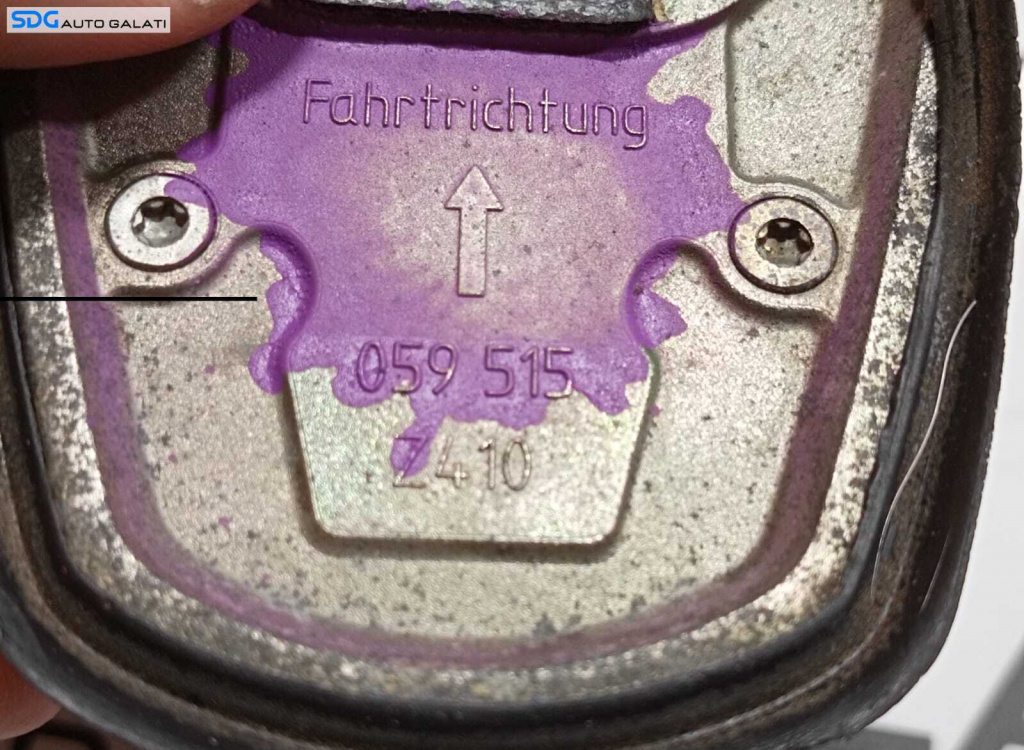 SDG AUTO GALATI
Fahrtrichtung
059 515
Z410